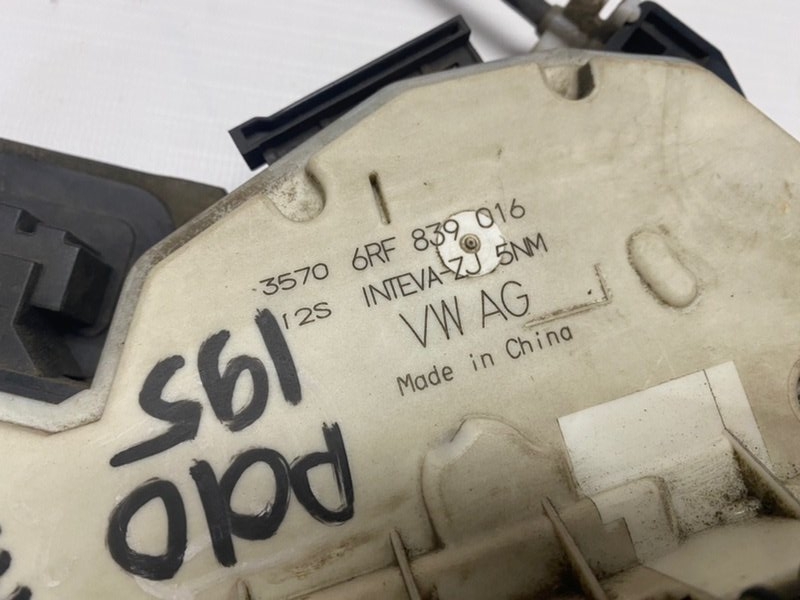 3570 6RF 839 016
12S INTEVA-ZJ 5NM
VW AG
Made in China
POLO
195